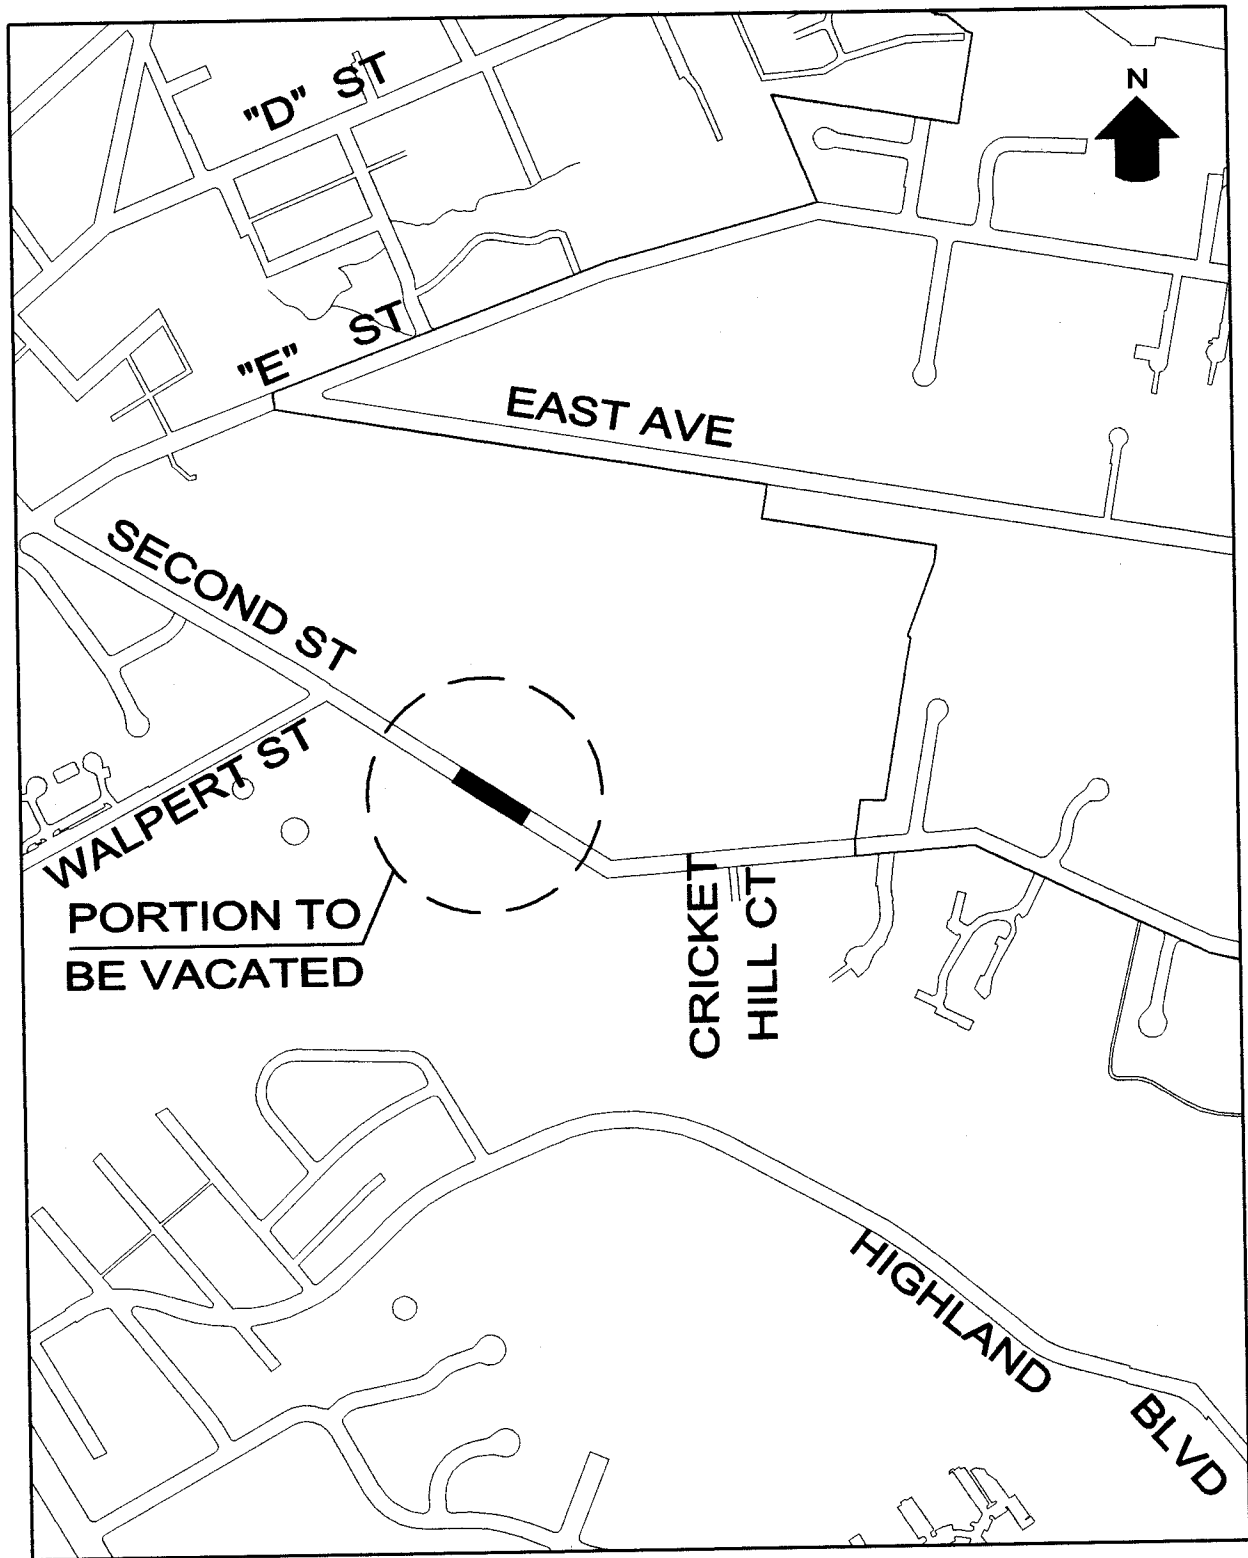 N
"D" ST
"E" ST
EAST AVE
SECOND ST
WALPERT ST
PORTION TO
BE VACATED
CRICKET
HILL CT
HIGHLAND
BLVD